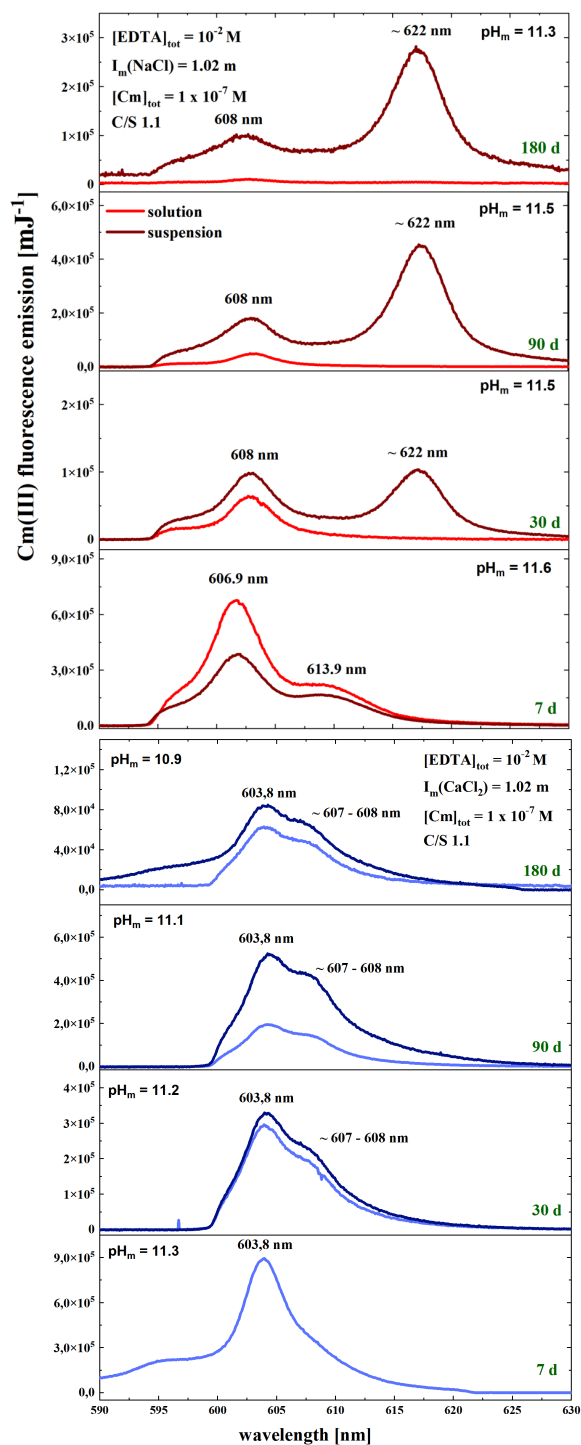 Cm(III) fluorescence emission [mJ⁻¹]
[EDTA]tot = 10⁻² M
Im(NaCl) = 1.02 m
[Cm]tot = 1 x 10⁻⁷ M
C/S 1.1
~ 622 nm
pHm = 11.3
608 nm
180 d
3×10⁵
2×10⁵
1×10⁵
0
solution
suspension
~ 622 nm
pHm = 11.5
608 nm
90 d
6,0×10⁵
4,0×10⁵
2,0×10⁵
0,0
pHm = 11.5
608 nm
~ 622 nm
30 d
2×10⁵
1×10⁵
0
pHm = 11.6
606.9 nm
613.9 nm
7 d
9,0×10⁵
6,0×10⁵
3,0×10⁵
0,0
pHm = 10.9
[EDTA]tot = 10⁻² M
Im(CaCl₂) = 1.02 m
[Cm]tot = 1 x 10⁻⁷ M
C/S 1.1
603,8 nm
~ 607 - 608 nm
180 d
1,2×10⁵
8,0×10⁴
4,0×10⁴
0,0
pHm = 11.1
603,8 nm
~ 607 - 608 nm
90 d
6,0×10⁵
4,0×10⁵
2,0×10⁵
0,0
pHm = 11.2
603,8 nm
~ 607 - 608 nm
30 d
4×10⁵
3×10⁵
2×10⁵
1×10⁵
0
pHm = 11.3
603,8 nm
7 d
9,0×10⁵
6,0×10⁵
3,0×10⁵
0,0
590 595 600 605 610 615 620 625 630
wavelength [nm]